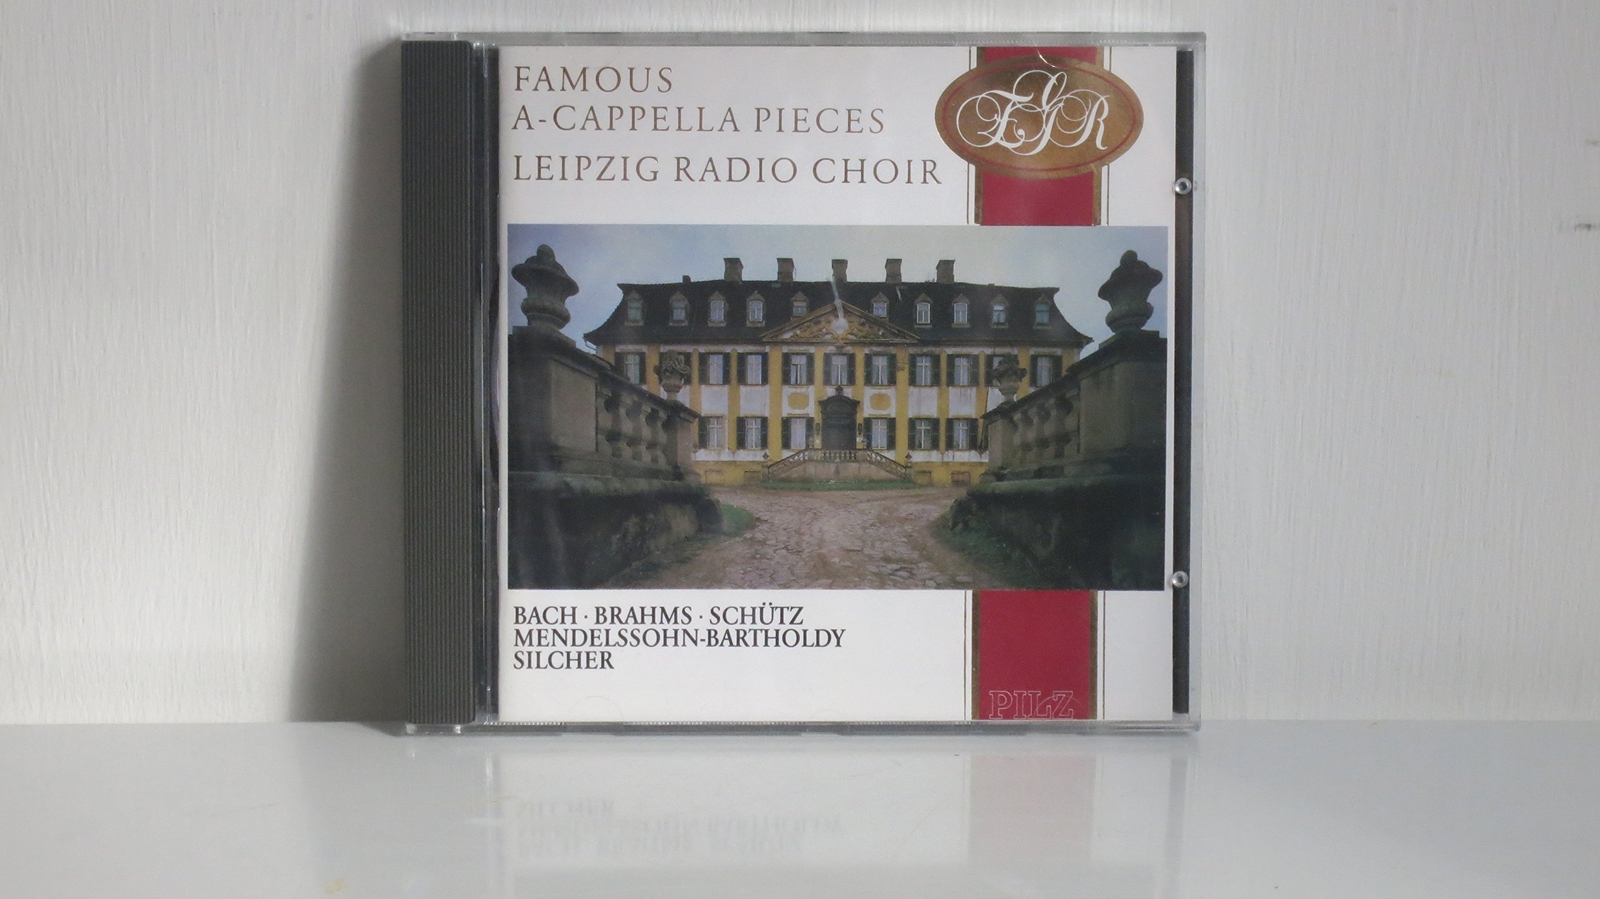 FAMOUS
A-CAPPELLA PIECES
LEIPZIG RADIO CHOIR
EGR
BACH · BRAHMS · SCHÜTZ
MENDELSSOHN-BARTHOLDY
SILCHER
PILZ